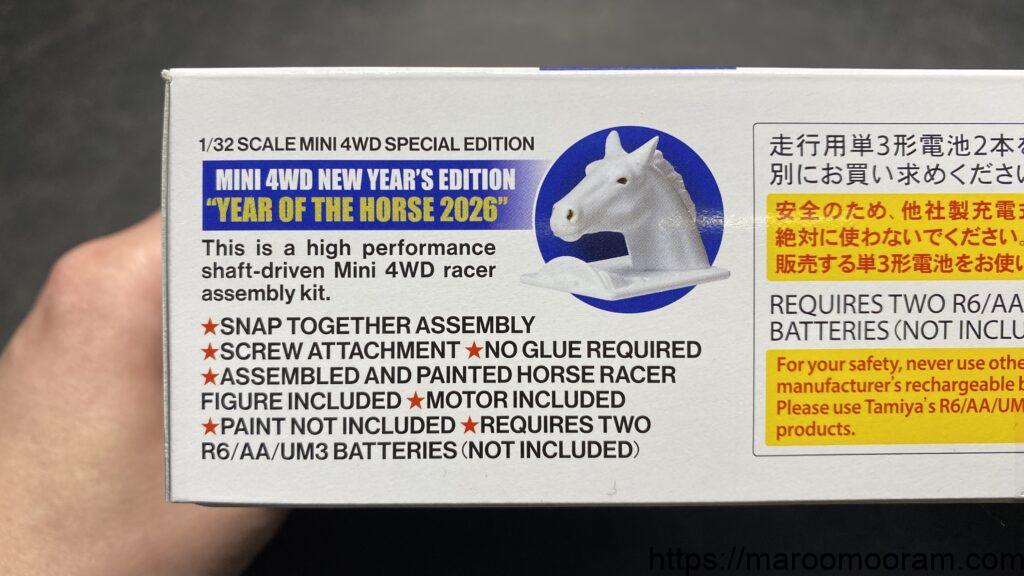 1/32 SCALE MINI 4WD SPECIAL EDITION
MINI 4WD NEW YEAR'S EDITION
"YEAR OF THE HORSE 2026"
This is a high performance
shaft-driven Mini 4WD racer
assembly kit.
★SNAP TOGETHER ASSEMBLY
★SCREW ATTACHMENT ★NO GLUE REQUIRED
★ASSEMBLED AND PAINTED HORSE RACER
FIGURE INCLUDED ★MOTOR INCLUDED
★PAINT NOT INCLUDED ★REQUIRES TWO
R6/AA/UM3 BATTERIES (NOT INCLUDED)
走行用単3形電池2本を
別にお買い求めください
安全のため、他社製充電式
絶対に使わないでください。
販売する単3形電池をお使い
REQUIRES TWO R6/AA
BATTERIES (NOT INCLU
For your safety, never use othe
manufacturer's rechargeable b
Please use Tamiya's R6/AA/UM
products.
https://maroomooram.com